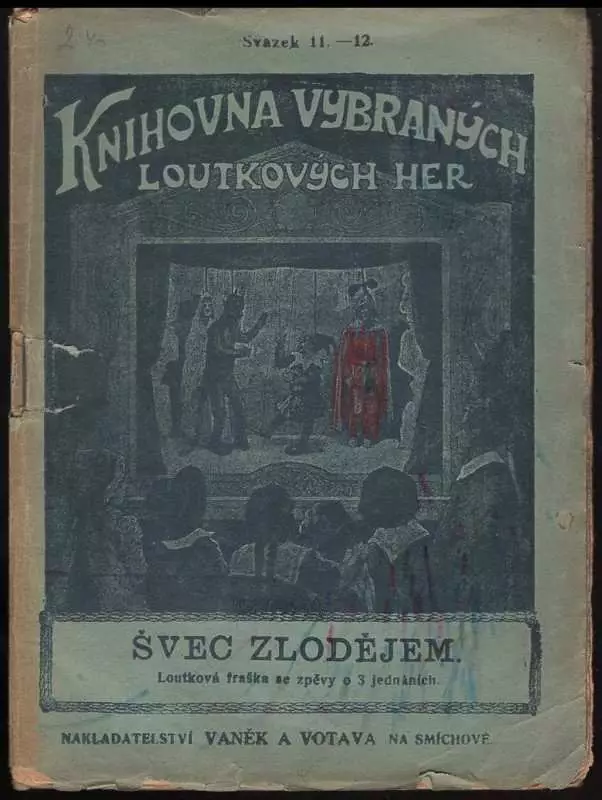 Svazek 11.—12.
KNIHOVNA VYBRANÝCH
LOUTKOVÝCH HER
ŠVEC ZLODĚJEM.
Loutková fraška se zpěvy o 3 jednáních.
NAKLADATELSTVÍ VANĚK A VOTAVA NA SMÍCHOVĚ